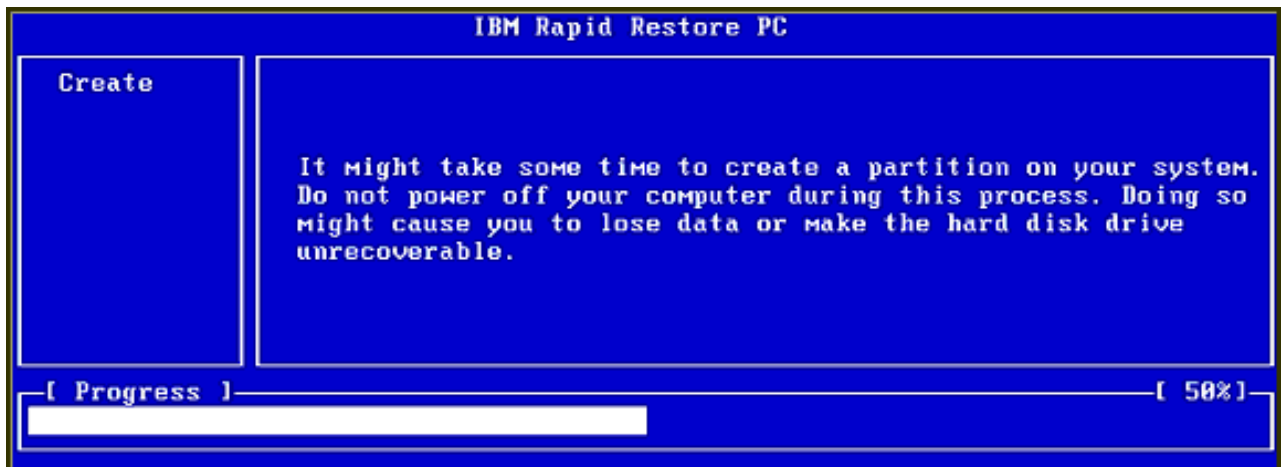 IBM Rapid Restore PC
Create
It might take some time to create a partition on your system.
Do not power off your computer during this process. Doing so
might cause you to lose data or make the hard disk drive
unrecoverable.
[ Progress ]
[ 50%]